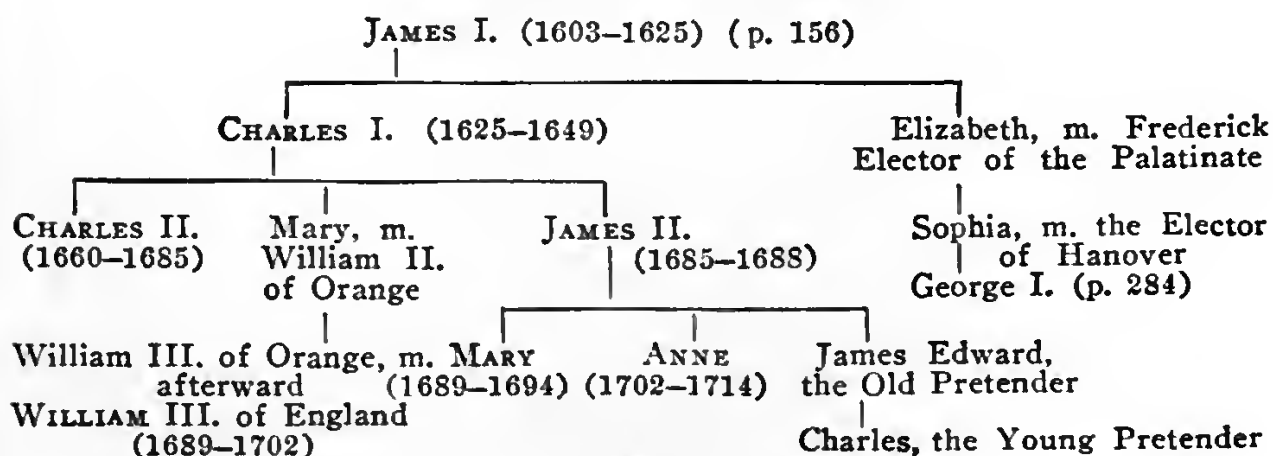 JAMES I. (1603–1625) (p. 156)
CHARLES I. (1625–1649)
Elizabeth, m. Frederick
Elector of the Palatinate
CHARLES II.
(1660–1685)
Mary, m.
William II.
of Orange
JAMES II.
(1685–1688)
Sophia, m. the Elector
of Hanover
George I. (p. 284)
William III. of Orange, m. MARY
afterward
(1689–1694)
WILLIAM III. of England
(1689–1702)
ANNE
(1702–1714)
James Edward,
the Old Pretender
Charles, the Young Pretender